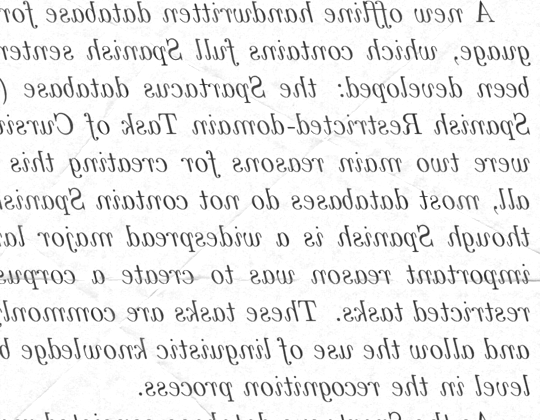 A new offline handwritten database for
guage, which contains full Spanish senten
been developed: the Spartacus database (
Spanish Restricted-domain Task of Cursiv
were two main reasons for creating this
all, most databases do not contain Spanis
though Spanish is a widespread major la
important reason was to create a corpus
restricted tasks. These tasks are commonly
and allow the use of linguistic knowledge b
level in the recognition process.